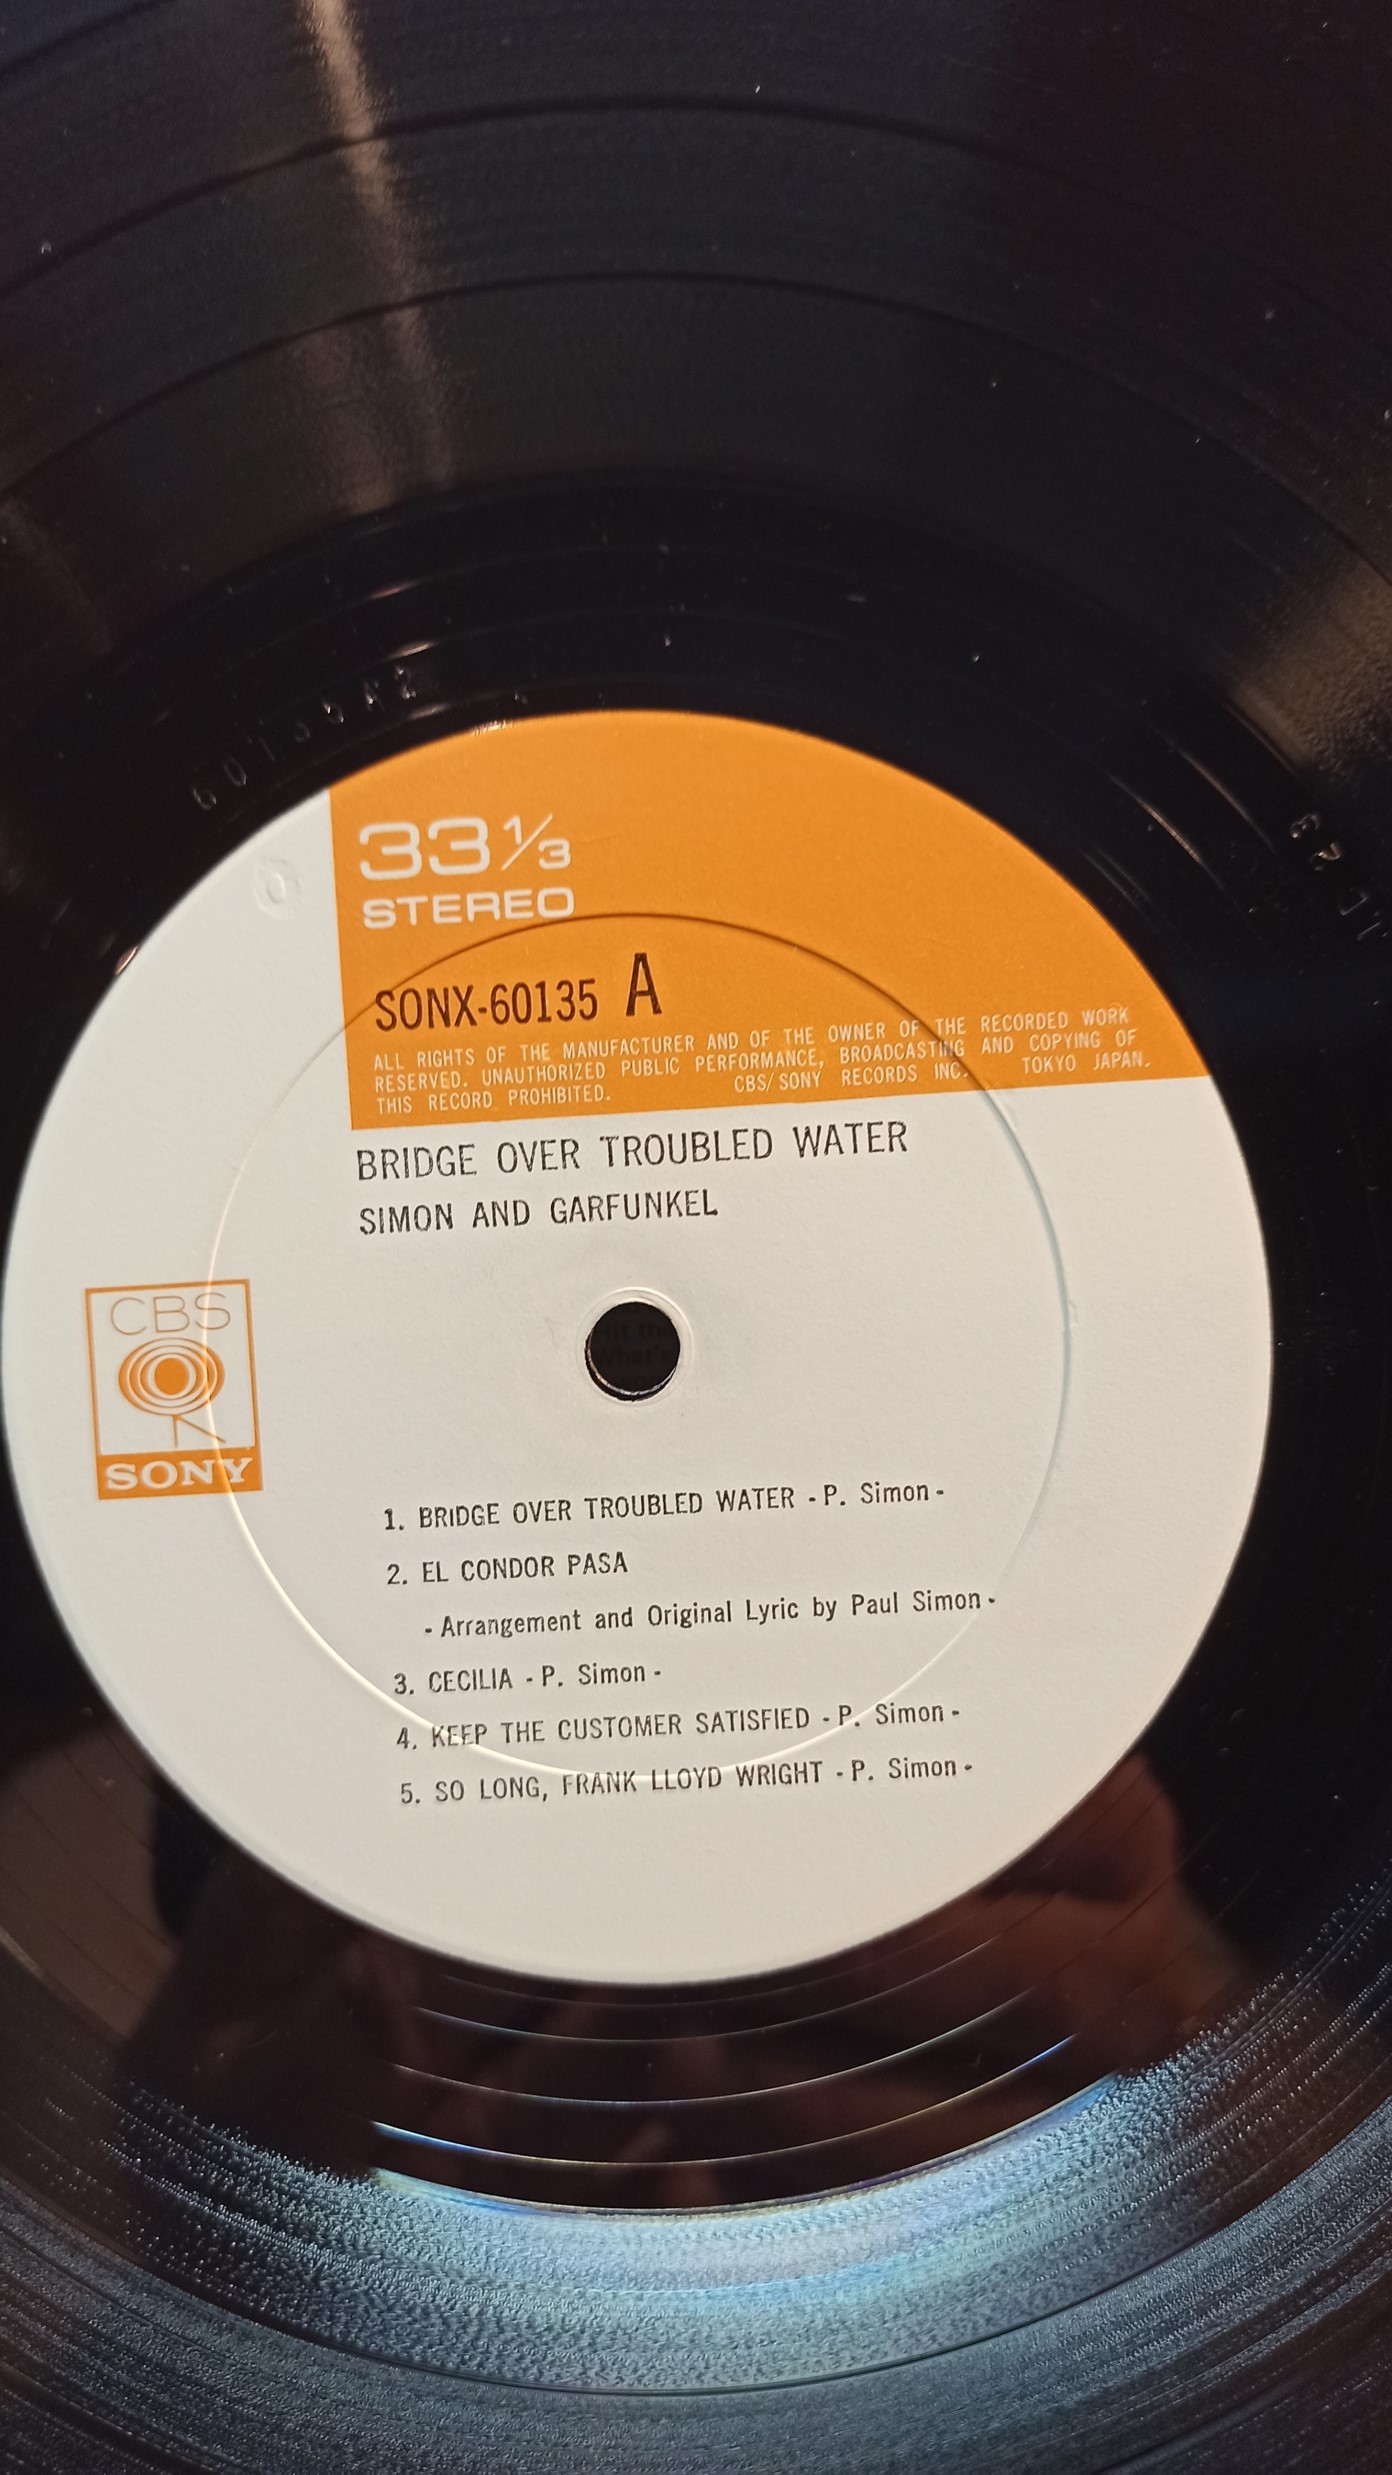 60135A2
33 1/3
STEREO
SONX-60135 A
ALL RIGHTS OF THE MANUFACTURER AND OF THE OWNER OF THE RECORDED WORK
RESERVED. UNAUTHORIZED PUBLIC PERFORMANCE, BROADCASTING AND COPYING OF
THIS RECORD PROHIBITED. CBS/SONY RECORDS INC. TOKYO JAPAN.
BRIDGE OVER TROUBLED WATER
SIMON AND GARFUNKEL
CBS
SONY
1. BRIDGE OVER TROUBLED WATER - P. Simon -
2. EL CONDOR PASA
- Arrangement and Original Lyric by Paul Simon -
3. CECILIA - P. Simon -
4. KEEP THE CUSTOMER SATISFIED - P. Simon -
5. SO LONG, FRANK LLOYD WRIGHT - P. Simon -